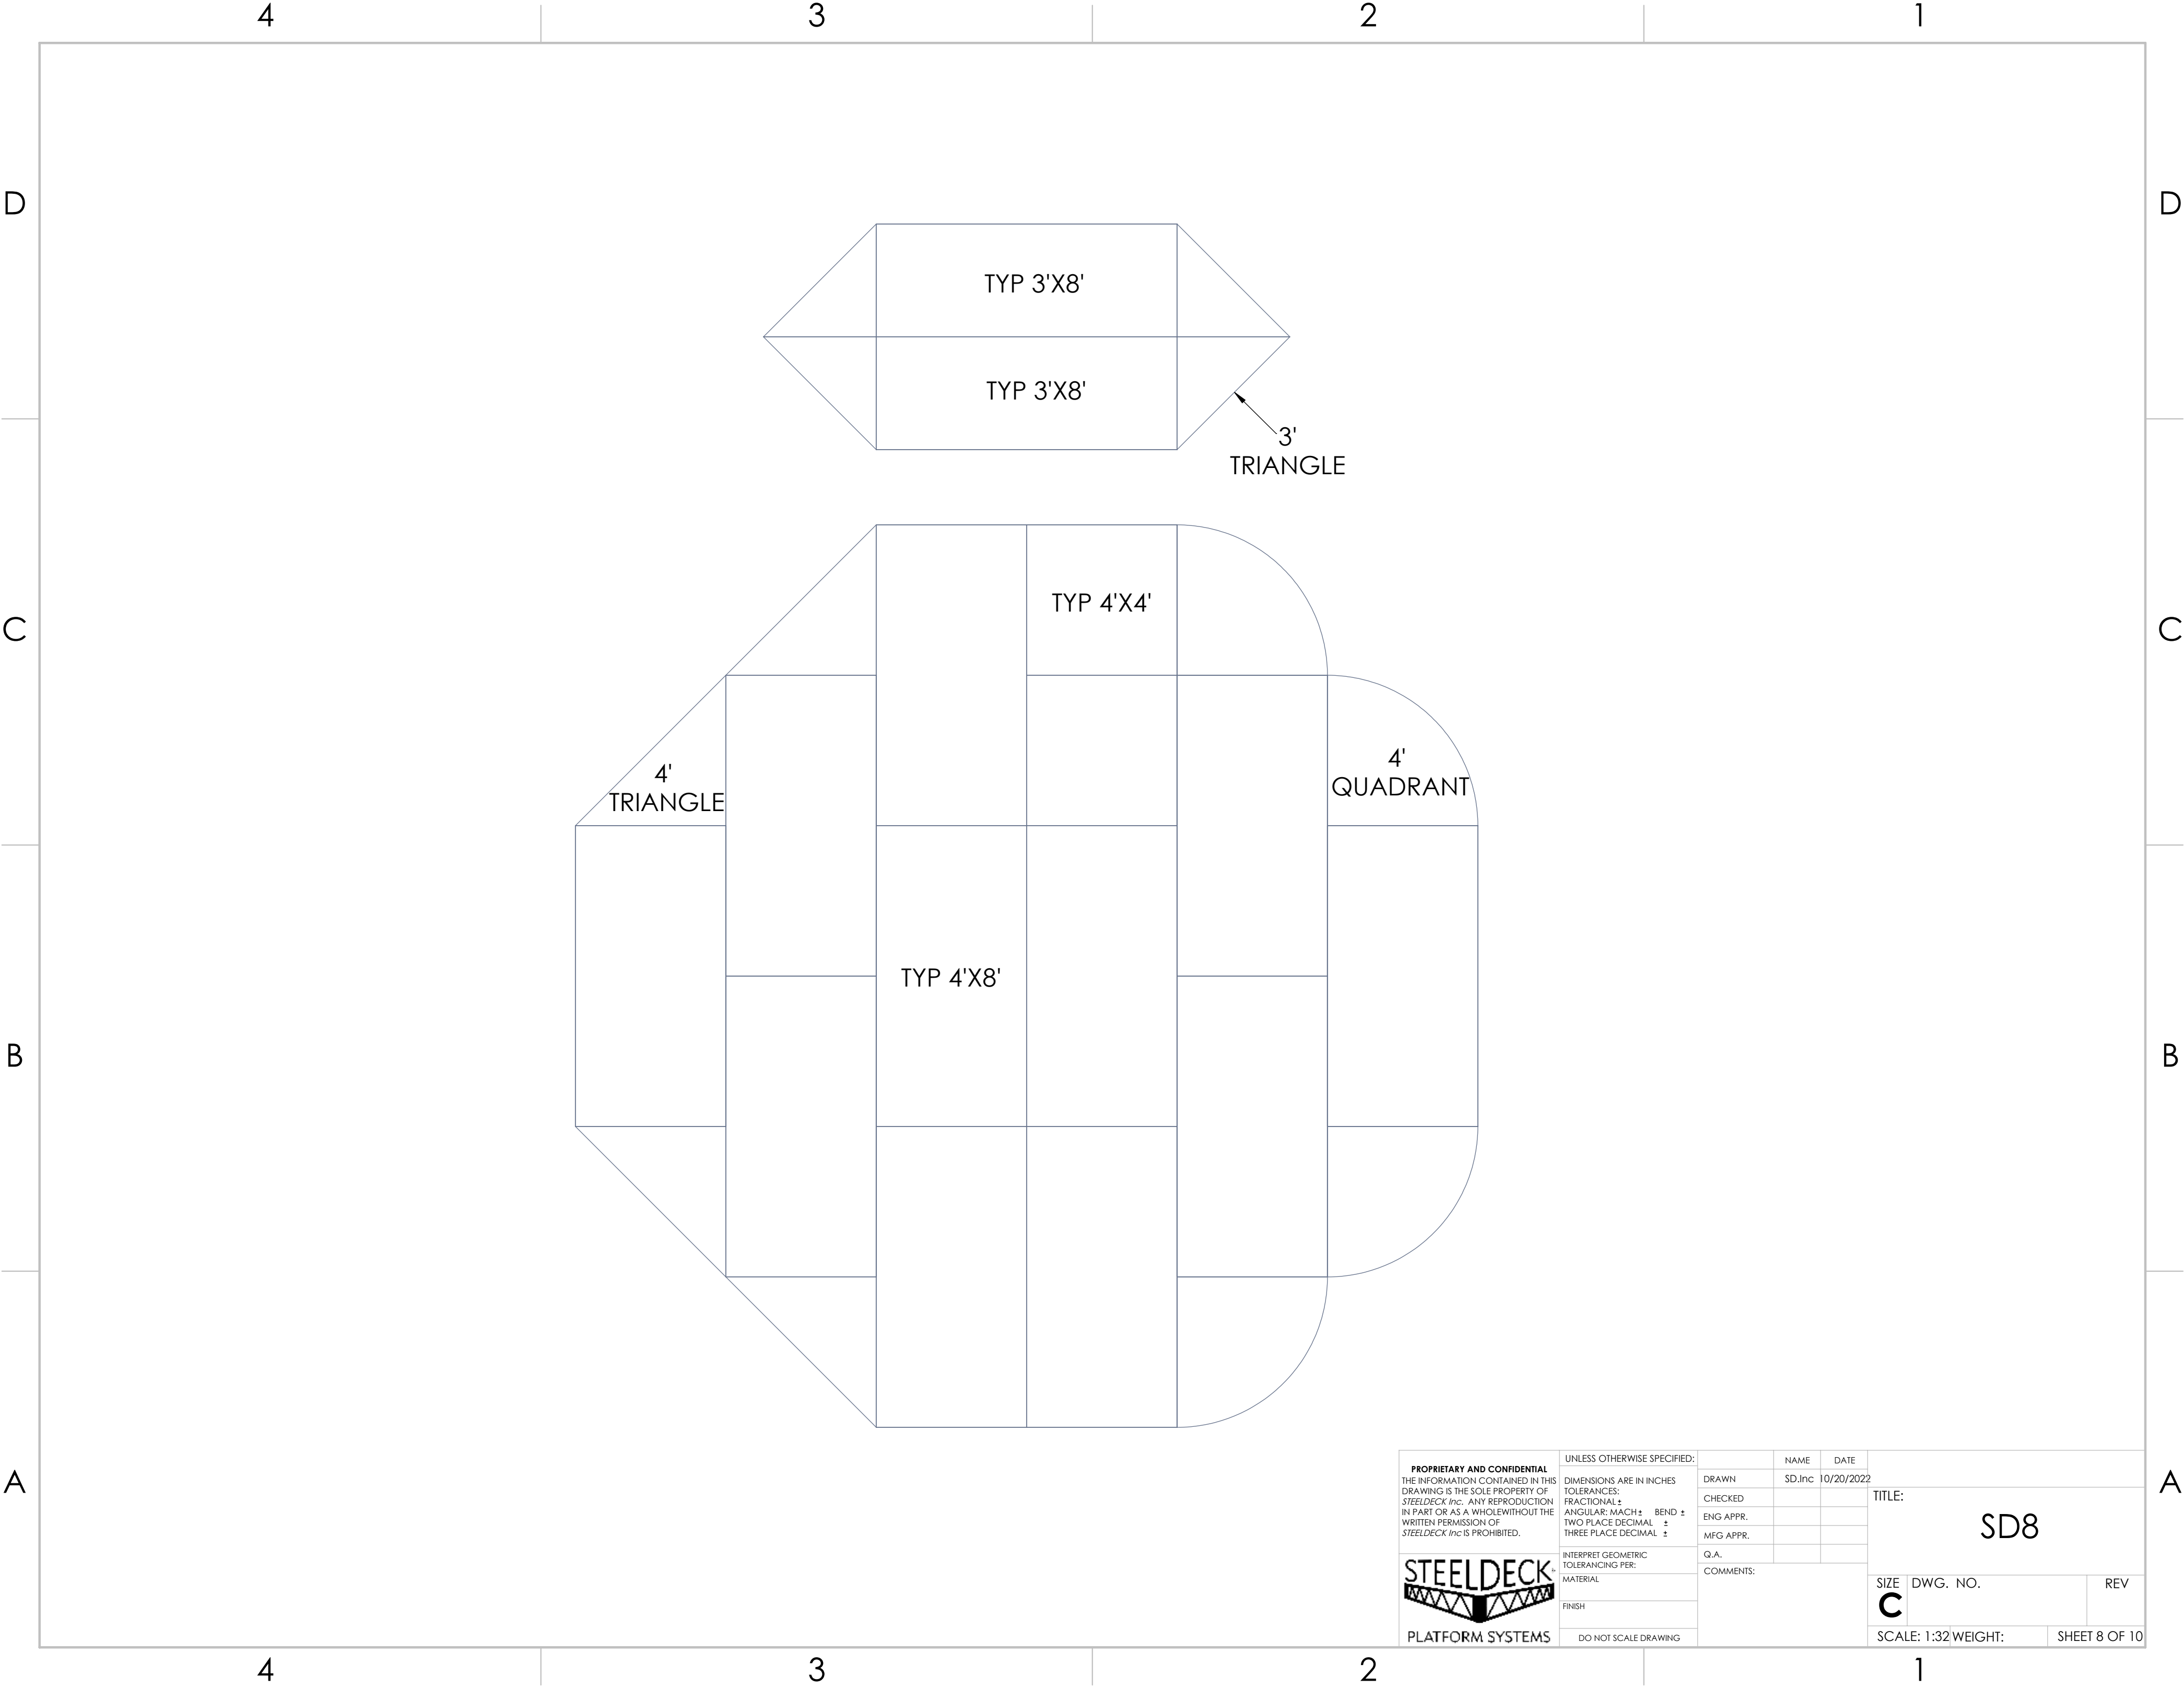 4 3 2 1
D D
TYP 3'X8'
TYP 3'X8'
3'
TRIANGLE
C C
TYP 4'X4'
4'
TRIANGLE
4'
QUADRANT
TYP 4'X8'
B B
A A
PROPRIETARY AND CONFIDENTIAL
THE INFORMATION CONTAINED IN THIS
DRAWING IS THE SOLE PROPERTY OF
STEELDECK Inc. ANY REPRODUCTION
IN PART OR AS A WHOLEWITHOUT THE
WRITTEN PERMISSION OF
STEELDECK Inc IS PROHIBITED.
STEELDECK
PLATFORM SYSTEMS
UNLESS OTHERWISE SPECIFIED:
DIMENSIONS ARE IN INCHES
TOLERANCES:
FRACTIONAL ±
ANGULAR: MACH ± BEND ±
TWO PLACE DECIMAL ±
THREE PLACE DECIMAL ±
INTERPRET GEOMETRIC
TOLERANCING PER:
MATERIAL
FINISH
DO NOT SCALE DRAWING
NAME DATE
DRAWN SD.Inc 10/20/2022
CHECKED
ENG APPR.
MFG APPR.
Q.A.
COMMENTS:
TITLE:
SD8
SIZE DWG. NO. REV
C
SCALE: 1:32 WEIGHT: SHEET 8 OF 10
4 3 2 1